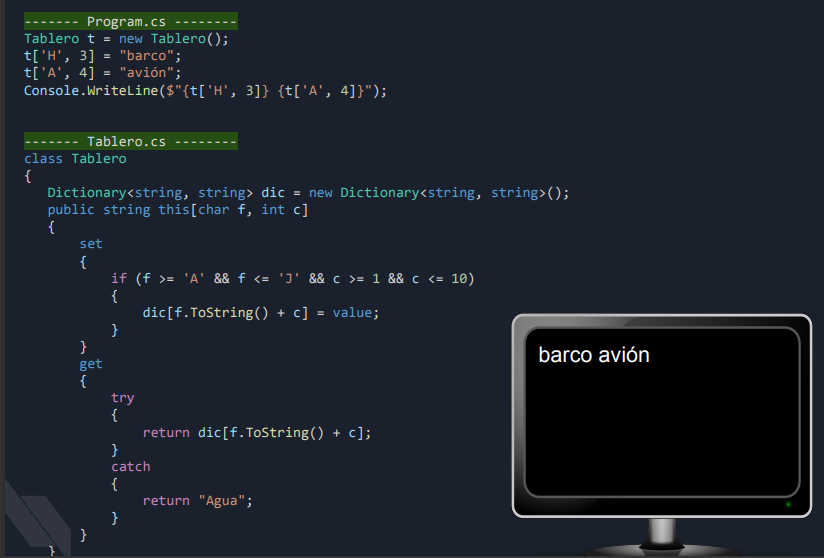 ------- Program.cs --------
Tablero t = new Tablero();
t['H', 3] = "barco";
t['A', 4] = "avión";
Console.WriteLine($"{t['H', 3]} {t['A', 4]}");
------- Tablero.cs --------
class Tablero
{
Dictionary<string, string> dic = new Dictionary<string, string>();
public string this[char f, int c]
{
set
{
if (f >= 'A' && f <= 'J' && c >= 1 && c <= 10)
{
dic[f.ToString() + c] = value;
}
}
get
{
try
{
return dic[f.ToString() + c];
}
catch
{
return "Agua";
}
}
}
barco avión